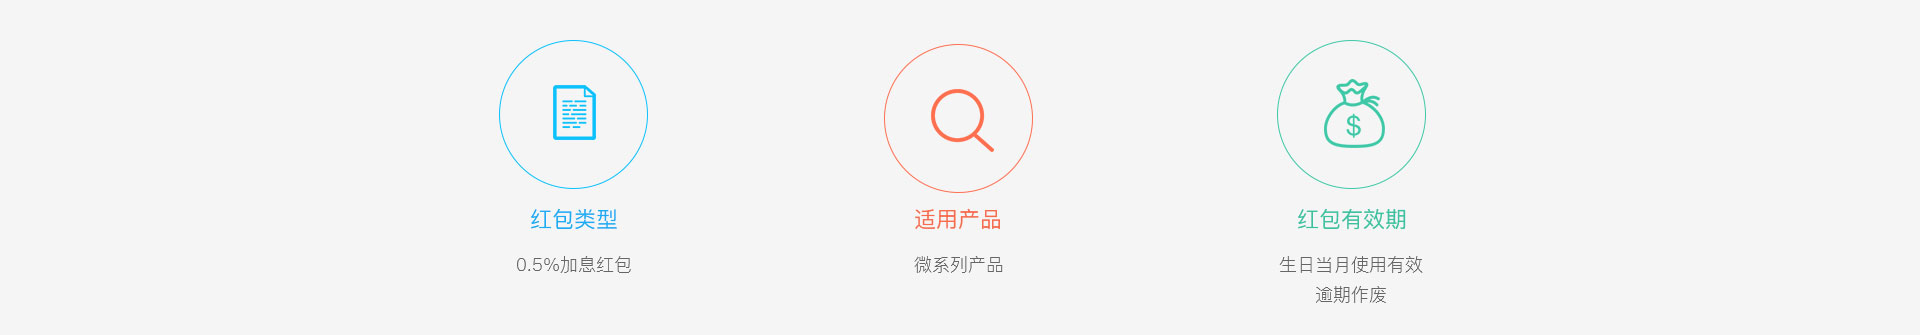 红包类型
0.5%加息红包
适用产品
微系列产品
$
红包有效期
生日当月使用有效
逾期作废